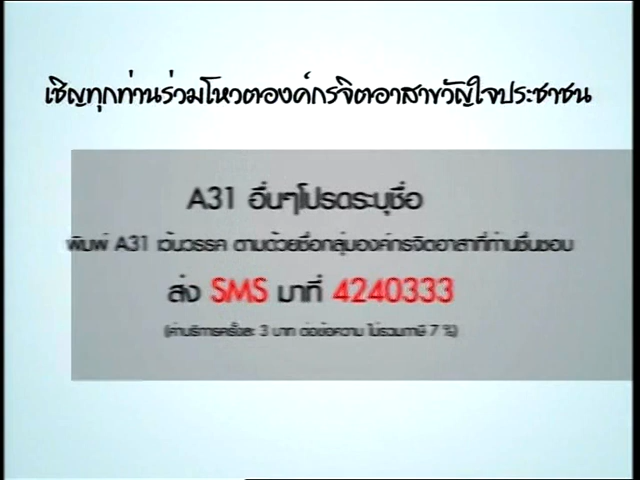 เชิญทุกท่านร่วมโหวตองค์กรจิตอาสาขวัญใจประชาชน
A31 อื่นๆโปรดระบุชื่อ
พิมพ์ A31 เว้นวรรค ตามด้วยชื่อกลุ่มองค์กรจิตอาสาที่ท่านชื่นชอบ
ส่ง SMS มาที่ 4240333
(ค่าบริการครั้งละ 3 บาท ต่อข้อความ ไม่รวมภาษี 7 %)